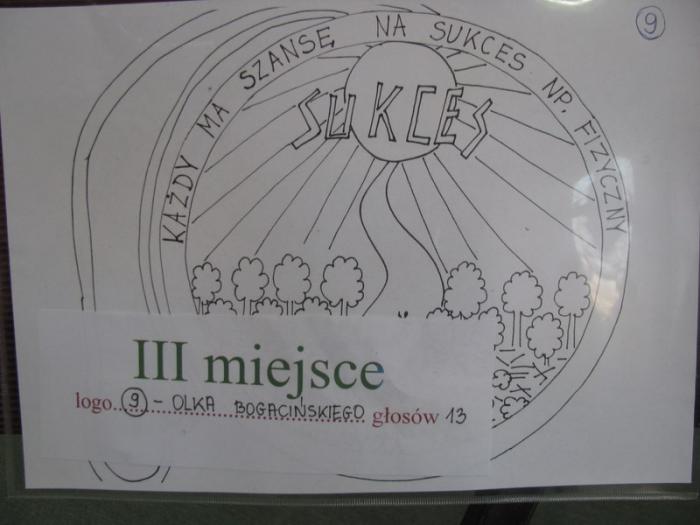 9
KAŻDY MA SZANSĘ NA SUKCES NP. FIZYCZNY
SUKCES
III miejsce
logo 9 - OLKA BOGACIŃSKIEGO głosów 13